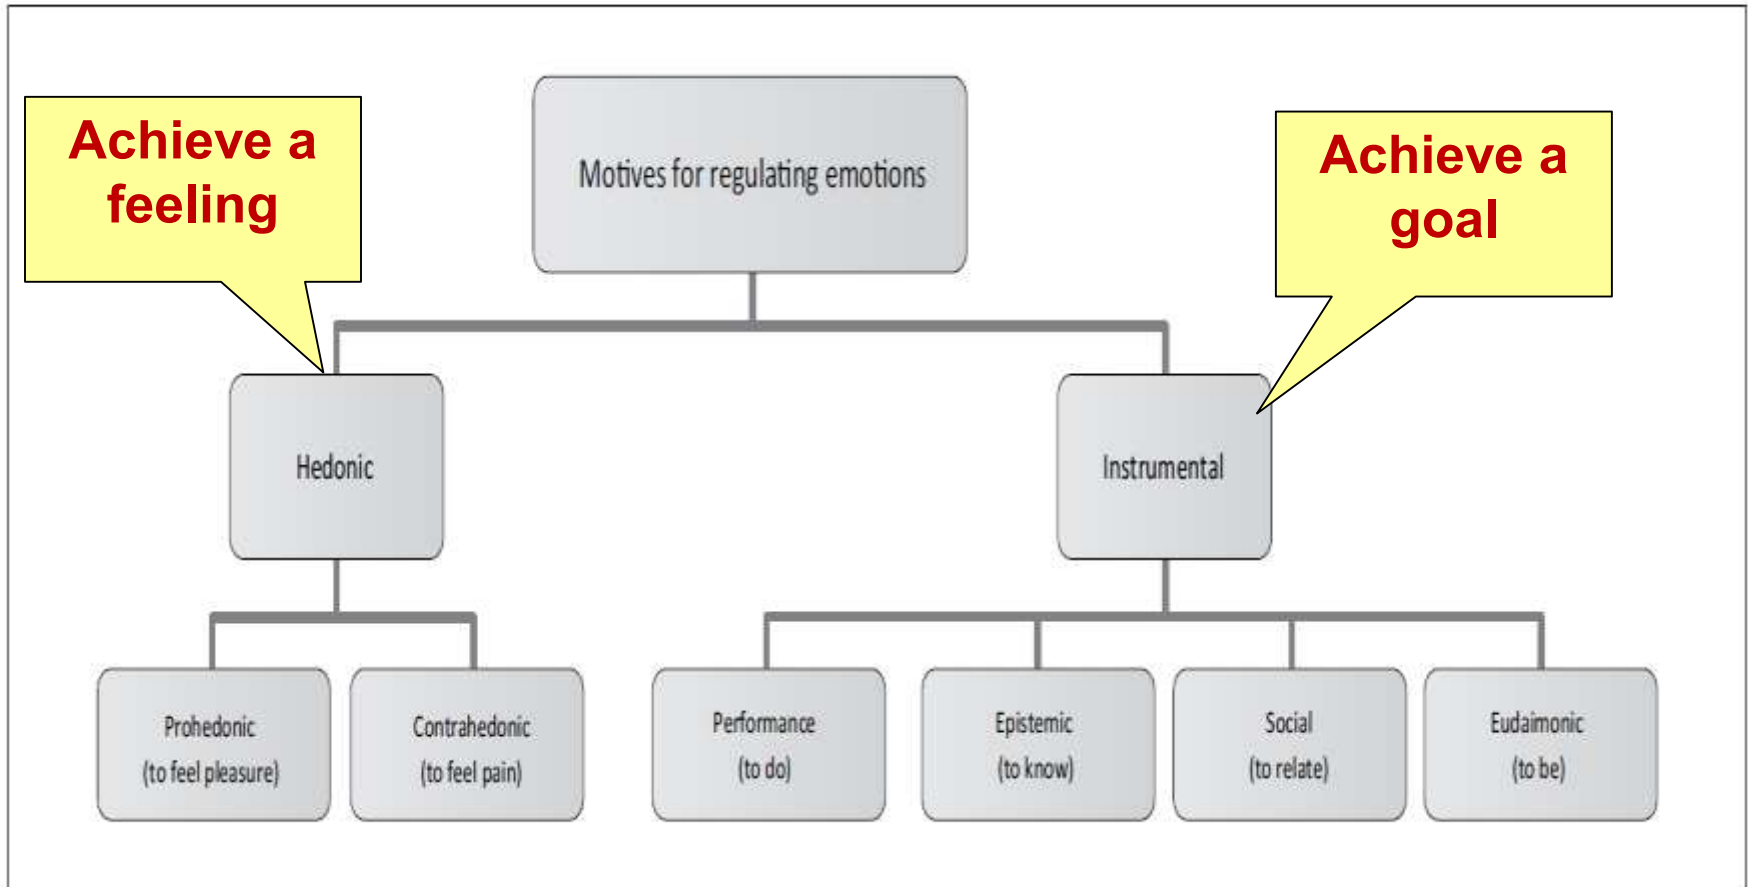 Motives for regulating emotions
Achieve a
feeling
Achieve a
goal
Hedonic
Instrumental
Prohedonic
(to feel pleasure)
Contrahedonic
(to feel pain)
Performance
(to do)
Epistemic
(to know)
Social
(to relate)
Eudaimonic
(to be)